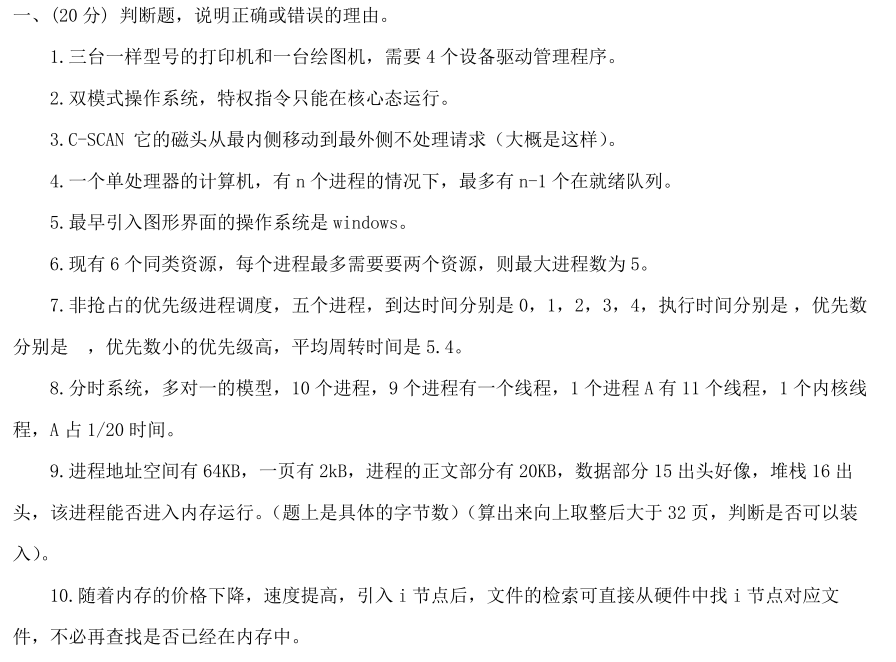 一、(20 分) 判断题，说明正确或错误的理由。
1.三台一样型号的打印机和一台绘图机，需要 4 个设备驱动管理程序。
2.双模式操作系统，特权指令只能在核心态运行。
3.C-SCAN 它的磁头从最内侧移动到最外侧不处理请求（大概是这样）。
4.一个单处理器的计算机，有 n 个进程的情况下，最多有 n-1 个在就绪队列。
5.最早引入图形界面的操作系统是 windows。
6.现有 6 个同类资源，每个进程最多需要要两个资源，则最大进程数为 5。
7.非抢占的优先级进程调度，五个进程，到达时间分别是 0，1，2，3，4，执行时间分别是 ，优先数
分别是 ，优先数小的优先级高，平均周转时间是 5.4。
8.分时系统，多对一的模型，10 个进程，9 个进程有一个线程，1 个进程 A 有 11 个线程，1 个内核线
程，A 占 1/20 时间。
9.进程地址空间有 64KB，一页有 2kB，进程的正文部分有 20KB，数据部分 15 出头好像，堆栈 16 出
头，该进程能否进入内存运行。（题上是具体的字节数）（算出来向上取整后大于 32 页，判断是否可以装
入）。
10.随着内存的价格下降，速度提高，引入 i 节点后，文件的检索可直接从硬件中找 i 节点对应文
件，不必再查找是否已经在内存中。